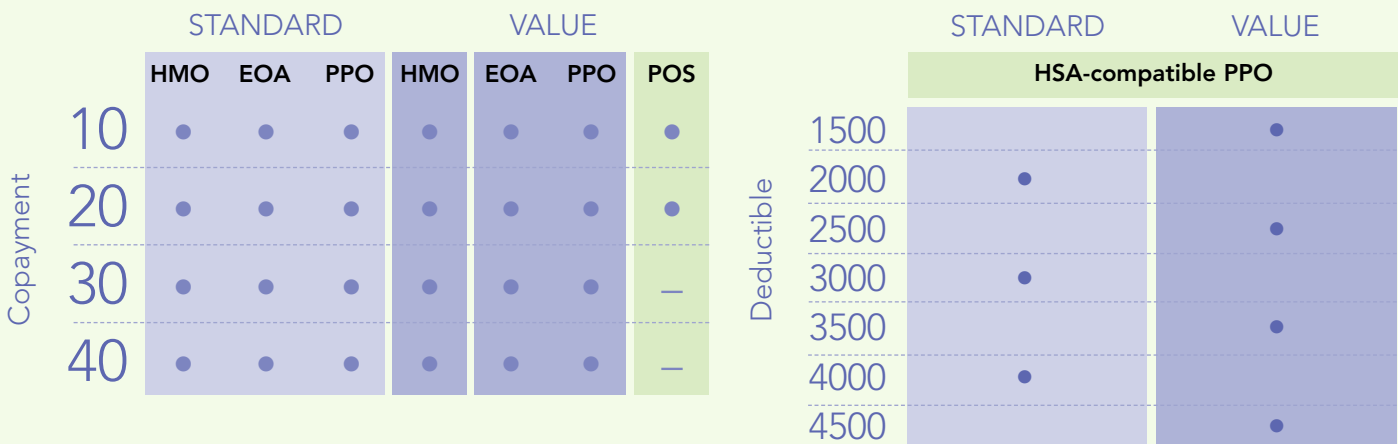 STANDARD VALUE
HMO EOA PPO HMO EOA PPO POS
Copayment
10
20
30 –
40 –
STANDARD VALUE
HSA-compatible PPO
Deductible
1500
2000
2500
3000
3500
4000
4500